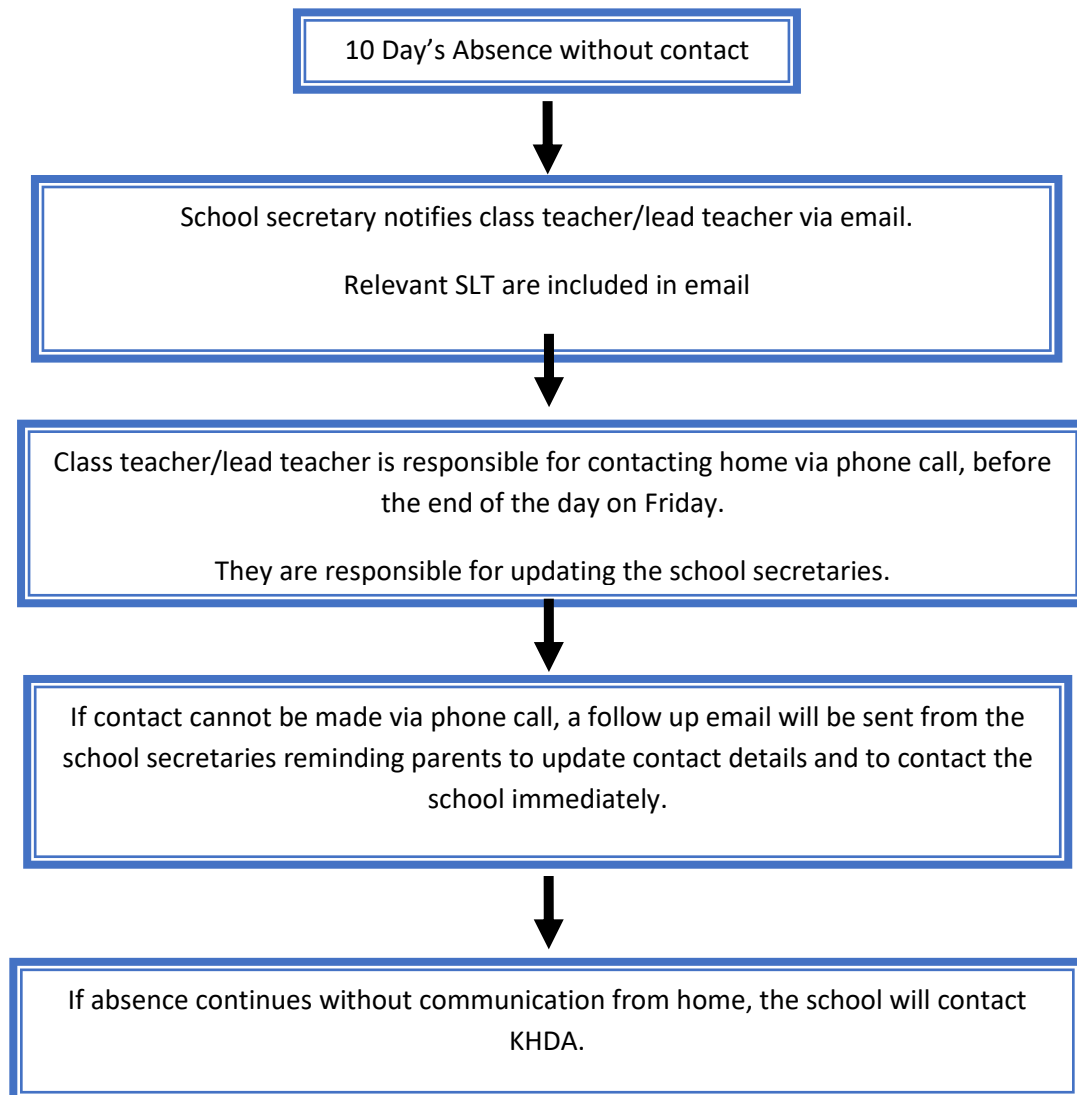 10 Day’s Absence without contact
School secretary notifies class teacher/lead teacher via email.
Relevant SLT are included in email
Class teacher/lead teacher is responsible for contacting home via phone call, before
the end of the day on Friday.
They are responsible for updating the school secretaries.
If contact cannot be made via phone call, a follow up email will be sent from the
school secretaries reminding parents to update contact details and to contact the
school immediately.
If absence continues without communication from home, the school will contact
KHDA.